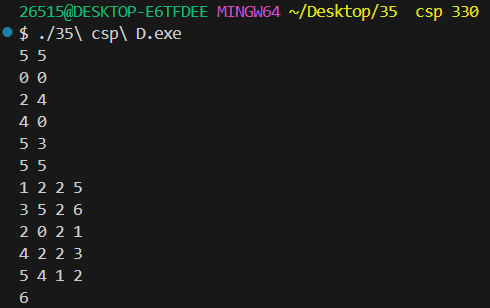 26515@DESKTOP-E6TFDEE MINGW64 ~/Desktop/35  csp 330
$ ./35\ csp\ D.exe
5 5
0 0
2 4
4 0
5 3
5 5
1 2 2 5
3 5 2 6
2 0 2 1
4 2 2 3
5 4 1 2
6